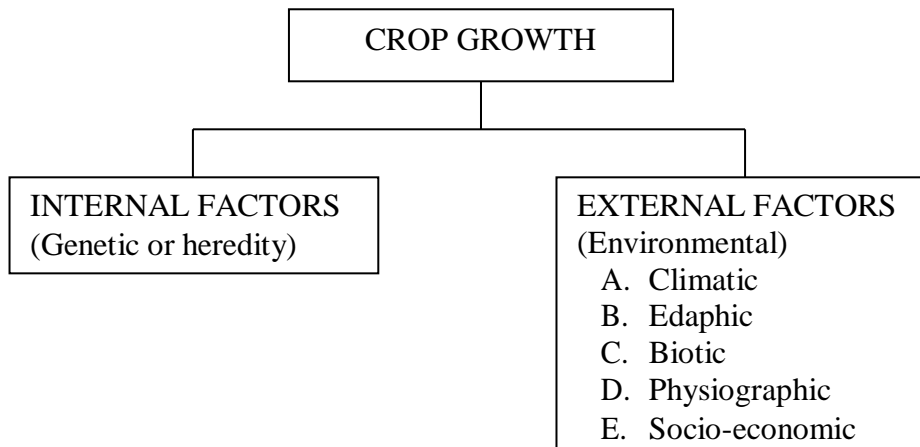 CROP GROWTH
INTERNAL FACTORS
(Genetic or heredity)
EXTERNAL FACTORS
(Environmental)
A. Climatic
B. Edaphic
C. Biotic
D. Physiographic
E. Socio-economic